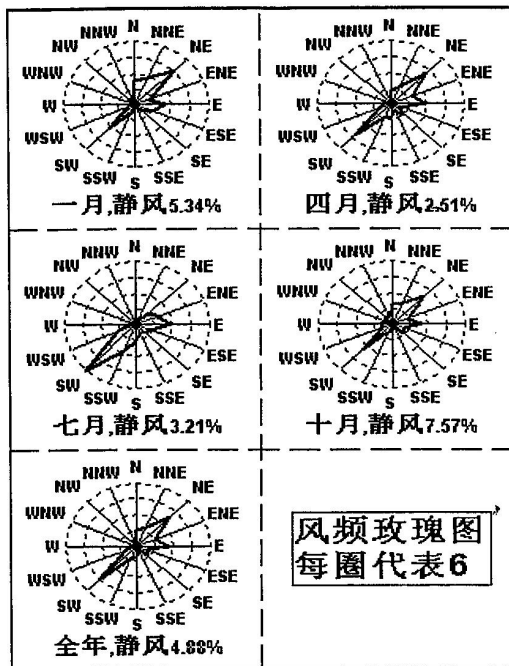 N
NNW NNE
NW NE
WNW ENE
W E
WSW ESE
SW SE
SSW SSE
S
一月,静风5.34%
N
NNW NNE
NW NE
WNW ENE
W E
WSW ESE
SW SE
SSW SSE
S
四月,静风2.51%
N
NNW NNE
NW NE
WNW ENE
W E
WSW ESE
SW SE
SSW SSE
S
七月,静风3.21%
N
NNW NNE
NW NE
WNW ENE
W E
WSW ESE
SW SE
SSW SSE
S
十月,静风7.57%
N
NNW NNE
NW NE
WNW ENE
W E
WSW ESE
SW SE
SSW SSE
S
全年,静风4.88%
风频玫瑰图
每圈代表6